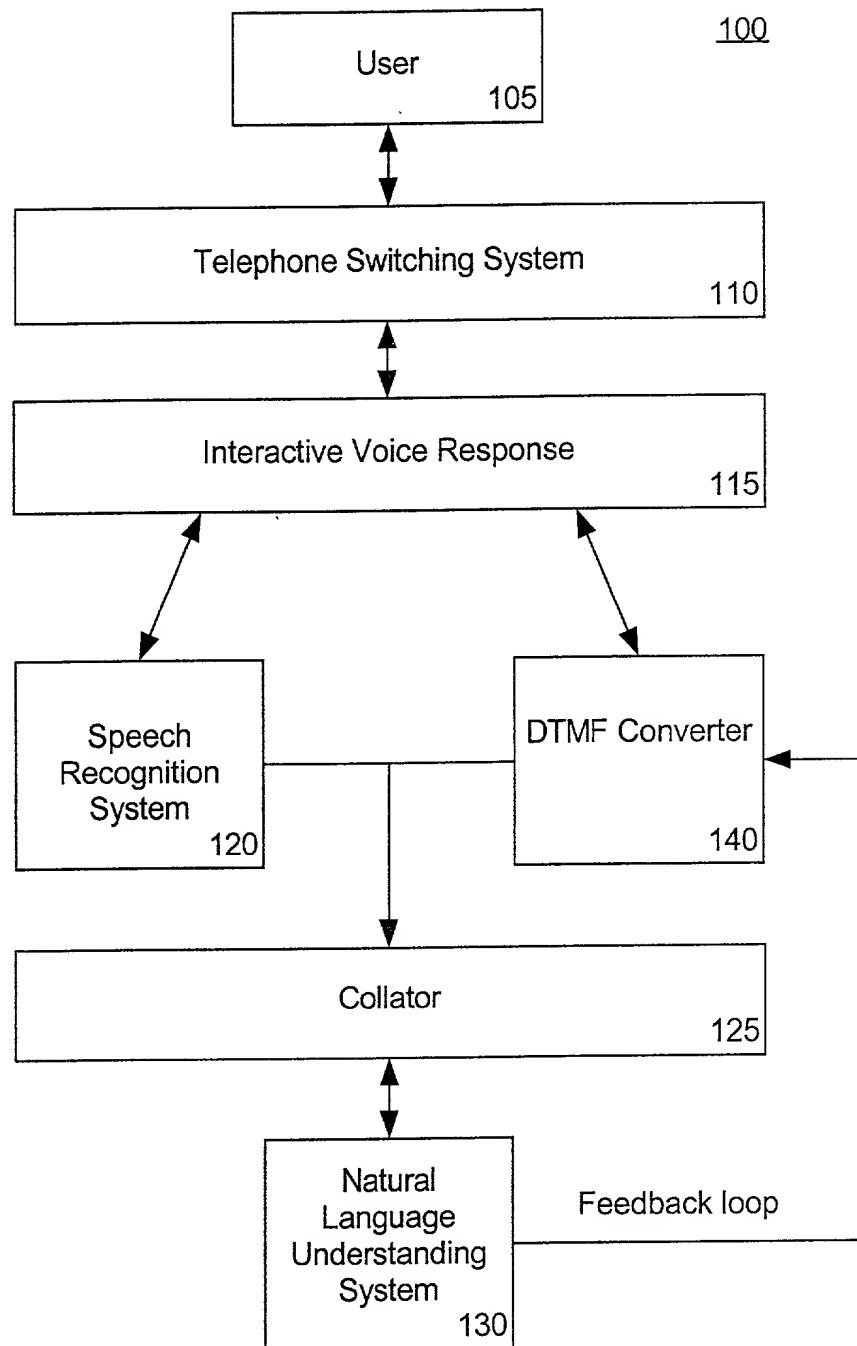 100
User
105
Telephone Switching System
110
Interactive Voice Response
115
Speech
Recognition
System
120
DTMF Converter
140
Collator
125
Natural
Language
Understanding
System
130
Feedback loop